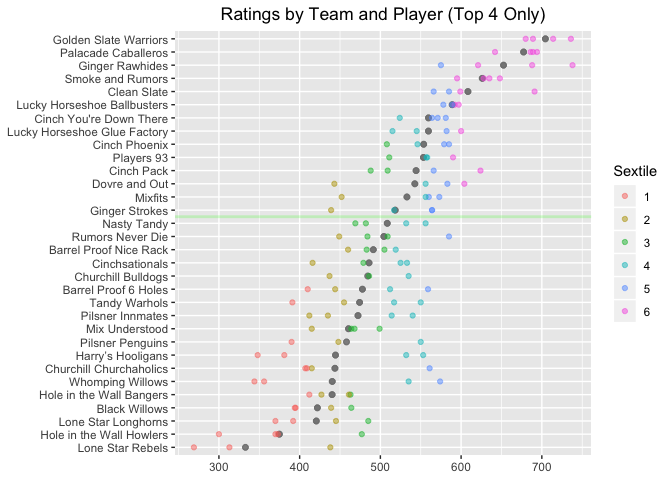 Ratings by Team and Player (Top 4 Only)
Golden Slate Warriors
Palacade Caballeros
Ginger Rawhides
Smoke and Rumors
Clean Slate
Lucky Horseshoe Ballbusters
Cinch You're Down There
Lucky Horseshoe Glue Factory
Cinch Phoenix
Players 93
Cinch Pack
Dovre and Out
Mixfits
Ginger Strokes
Nasty Tandy
Rumors Never Die
Barrel Proof Nice Rack
Cinchsationals
Churchill Bulldogs
Barrel Proof 6 Holes
Tandy Warhols
Pilsner Innmates
Mix Understood
Pilsner Penguins
Harry's Hooligans
Churchill Churchaholics
Whomping Willows
Hole in the Wall Bangers
Black Willows
Lone Star Longhorns
Hole in the Wall Howlers
Lone Star Rebels
300 400 500 600 700
Sextile
1
2
3
4
5
6